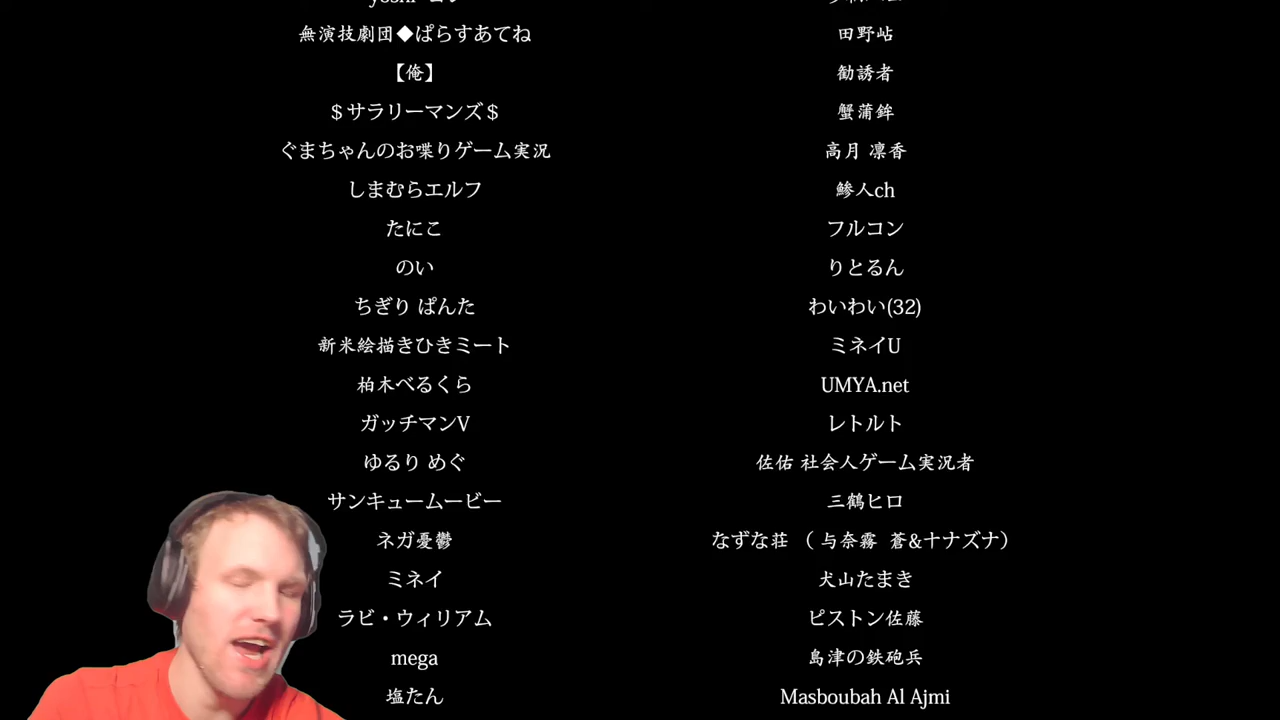 無演技劇団◆ぱらすあてね
田野岵
【俺】
勧誘者
＄サラリーマンズ＄
蟹蒲鉾
ぐまちゃんのお喋りゲーム実況
高月 凛香
しまむらエルフ
鯵人ch
たにこ
フルコン
のい
りとるん
ちぎり ぱんた
わいわい(32)
新米絵描きひきミート
ミネイU
柏木べるくら
UMYA.net
ガッチマンV
レトルト
ゆるり めぐ
佐佑 社会人ゲーム実況者
サンキュームービー
三鶴ヒロ
ネガ憂鬱
なずな荘 （ 与奈霧 蒼&ナナズナ）
ミネイ
犬山たまき
ラビ・ウィリアム
ピストン佐藤
mega
島津の鉄砲兵
塩たん
Masboubah Al Ajmi